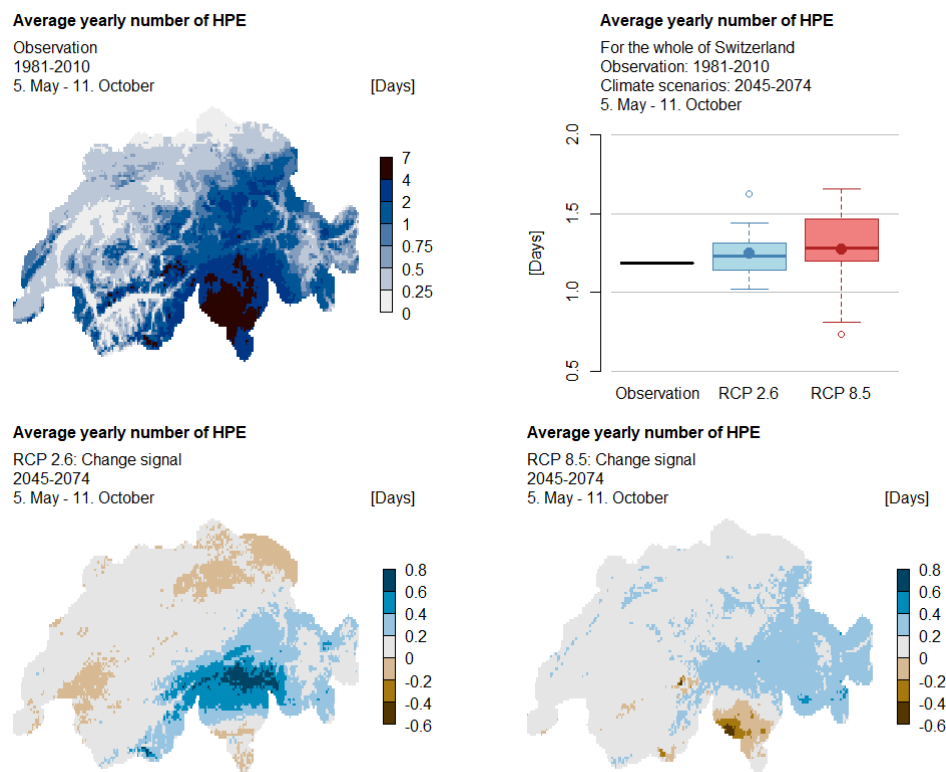 Average yearly number of HPE
Observation
1981-2010
5. May - 11. October
[Days]
7
4
2
1
0.75
0.5
0.25
0
Average yearly number of HPE
For the whole of Switzerland
Observation: 1981-2010
Climate scenarios: 2045-2074
5. May - 11. October
2.0
1.5
1.0
0.5
[Days]
Observation
RCP 2.6
RCP 8.5
Average yearly number of HPE
RCP 2.6: Change signal
2045-2074
5. May - 11. October
[Days]
0.8
0.6
0.4
0.2
0
-0.2
-0.4
-0.6
Average yearly number of HPE
RCP 8.5: Change signal
2045-2074
5. May - 11. October
[Days]
0.8
0.6
0.4
0.2
0
-0.2
-0.4
-0.6